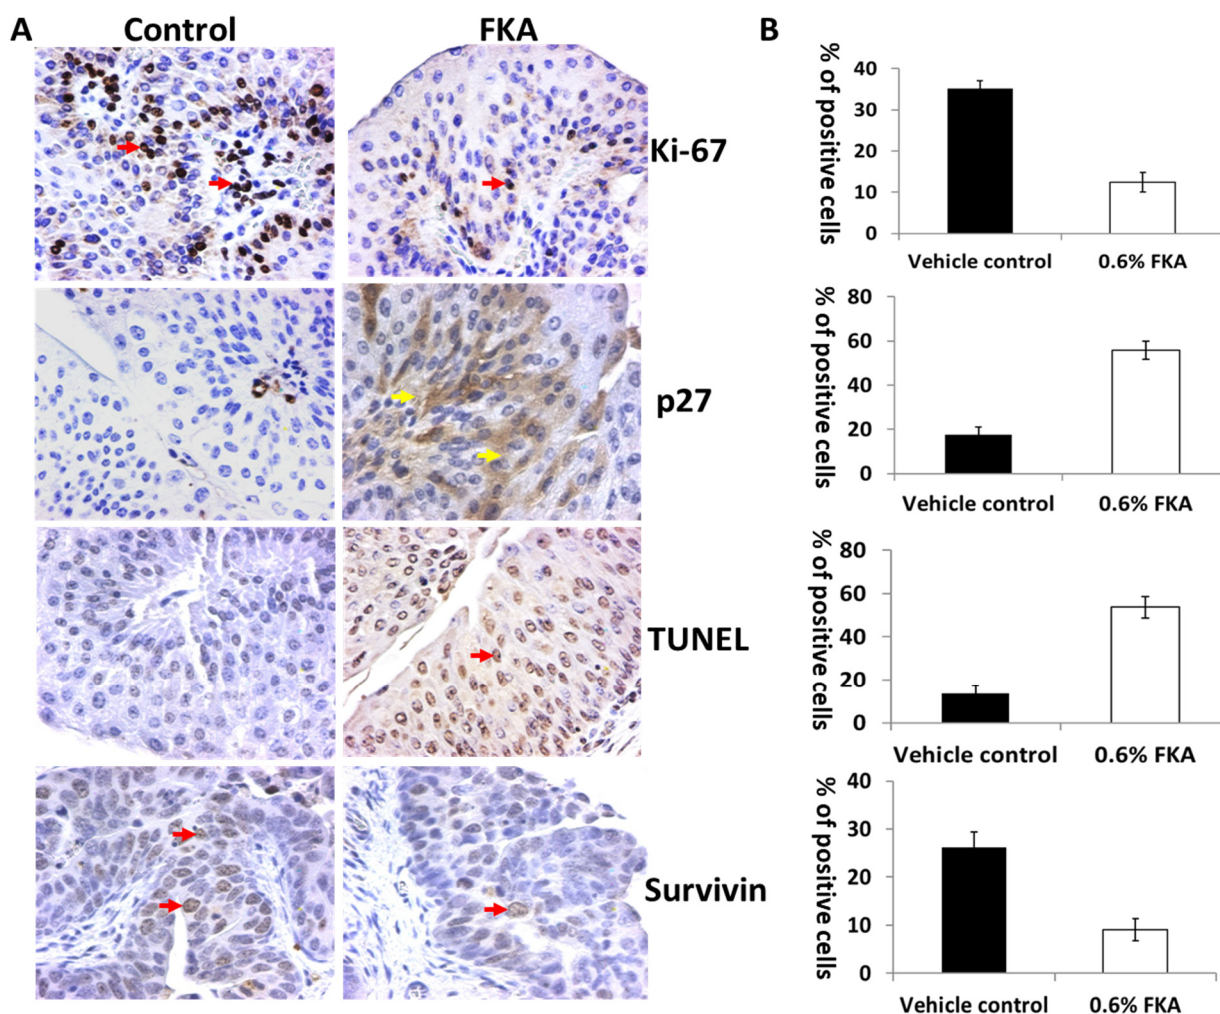 A
Control
FKA
B
Ki-67
p27
TUNEL
Survivin
% of positive cells
40
30
20
10
0
Vehicle control
0.6% FKA
% of positive cells
80
60
40
20
0
Vehicle control
0.6% FKA
% of positive cells
80
60
40
20
0
Vehicle control
0.6% FKA
% of positive cells
40
30
20
10
0
Vehicle control
0.6% FKA